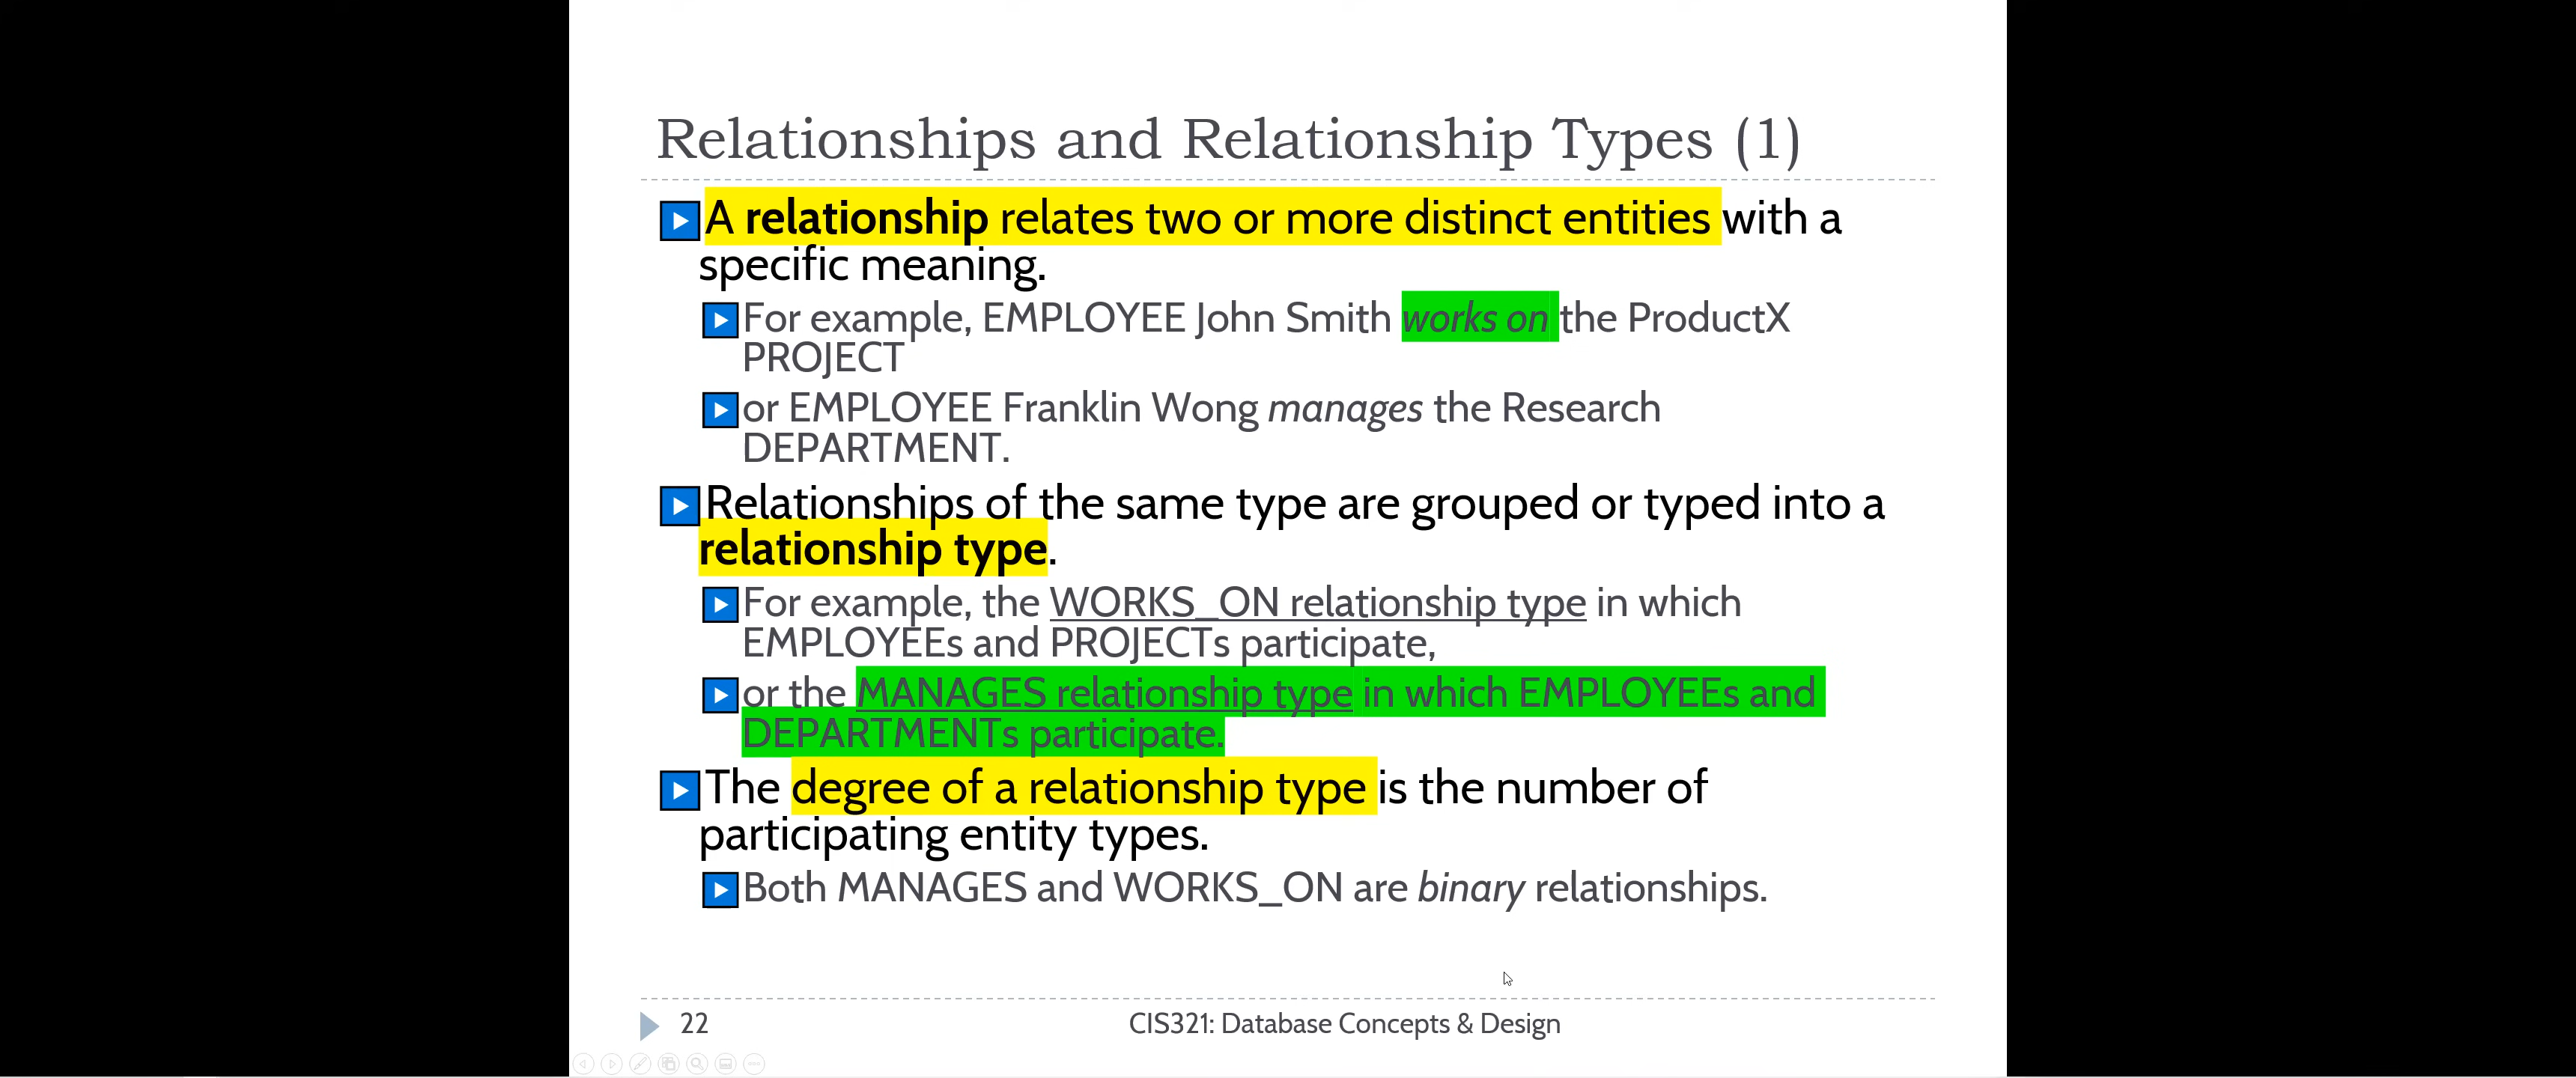 Relationships and Relationship Types (1)
A relationship relates two or more distinct entities with a
specific meaning.
For example, EMPLOYEE John Smith works on the ProductX
PROJECT
or EMPLOYEE Franklin Wong manages the Research
DEPARTMENT.
Relationships of the same type are grouped or typed into a
relationship type.
For example, the WORKS_ON relationship type in which
EMPLOYEEs and PROJECTs participate,
or the MANAGES relationship type in which EMPLOYEEs and
DEPARTMENTs participate.
The degree of a relationship type is the number of
participating entity types.
Both MANAGES and WORKS_ON are binary relationships.
22
CIS321: Database Concepts & Design